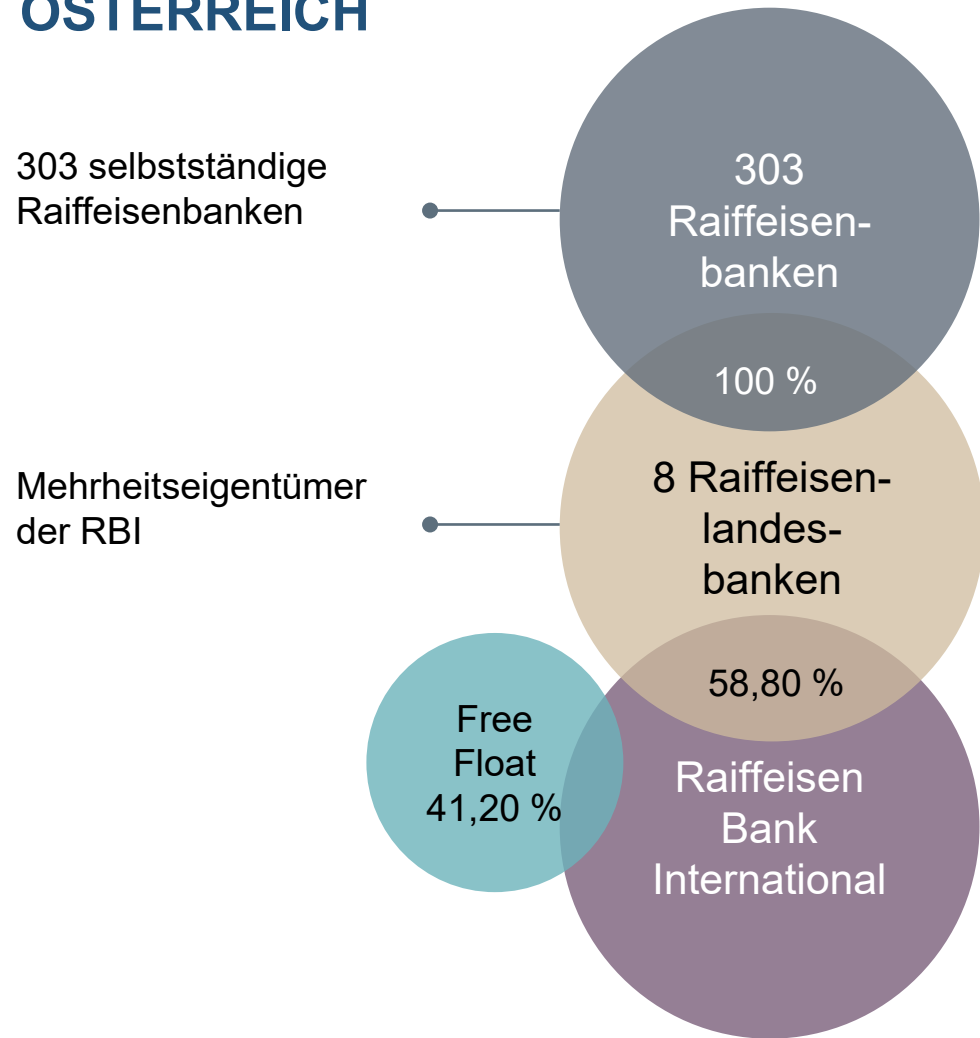 ÖSTERREICH
303 selbstständige
Raiffeisenbanken
303
Raiffeisen-
banken
100 %
Mehrheitseigentümer
der RBI
8 Raiffeisen-
landes-
banken
58,80 %
Free
Float
41,20 %
Raiffeisen
Bank
International